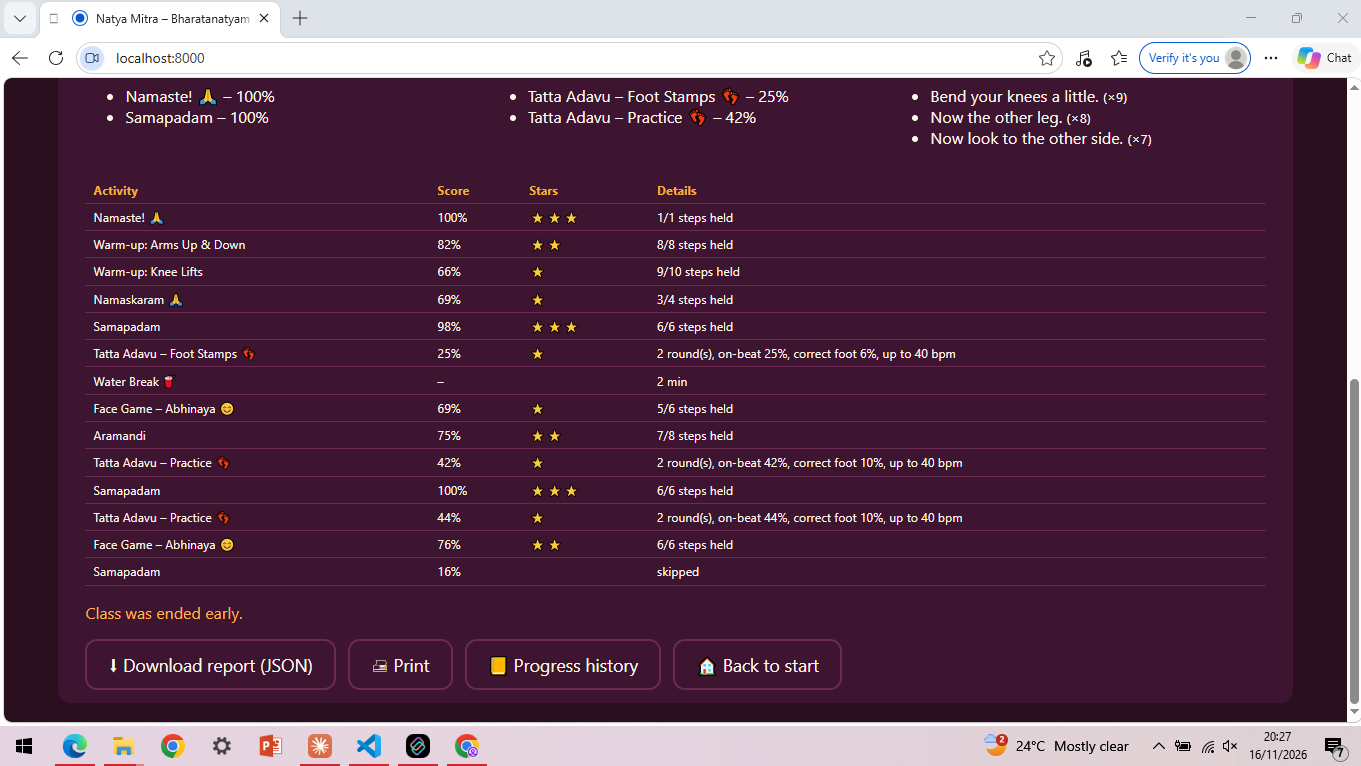 Natya Mitra – Bharatanatyam
localhost:8000
Verify it's you
Chat
Namaste! 🙏 – 100%
Samapadam – 100%
Tatta Adavu – Foot Stamps 👣 – 25%
Tatta Adavu – Practice 👣 – 42%
Bend your knees a little. (×9)
Now the other leg. (×8)
Now look to the other side. (×7)
Activity Score Stars Details
Namaste! 🙏 100% ★ ★ ★ 1/1 steps held
Warm-up: Arms Up & Down 82% ★ ★ 8/8 steps held
Warm-up: Knee Lifts 66% ★ 9/10 steps held
Namaskaram 🙏 69% ★ 3/4 steps held
Samapadam 98% ★ ★ ★ 6/6 steps held
Tatta Adavu – Foot Stamps 👣 25% ★ 2 round(s), on-beat 25%, correct foot 6%, up to 40 bpm
Water Break 🥤 – 2 min
Face Game – Abhinaya 😊 69% ★ 5/6 steps held
Aramandi 75% ★ ★ 7/8 steps held
Tatta Adavu – Practice 👣 42% ★ 2 round(s), on-beat 42%, correct foot 10%, up to 40 bpm
Samapadam 100% ★ ★ ★ 6/6 steps held
Tatta Adavu – Practice 👣 44% ★ 2 round(s), on-beat 44%, correct foot 10%, up to 40 bpm
Face Game – Abhinaya 😊 76% ★ ★ 6/6 steps held
Samapadam 16% skipped
Class was ended early.
⬇ Download report (JSON)
🖨 Print
📒 Progress history
🏠 Back to start
2
24°C Mostly clear
20:27
16/11/2026
7